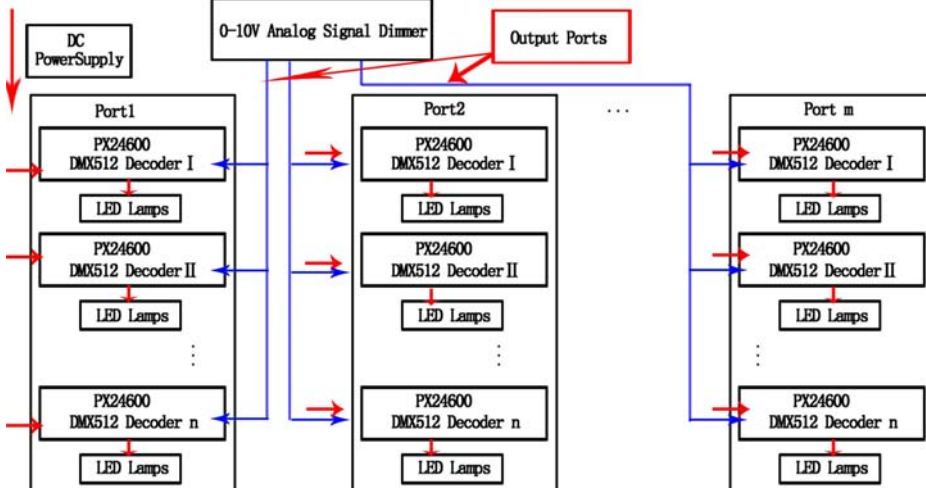 DC
PowerSupply
0-10V Analog Signal Dimmer
Output Ports
Port1
PX24600
DMX512 Decoder Ⅰ
LED Lamps
PX24600
DMX512 Decoder Ⅱ
LED Lamps
⋮
PX24600
DMX512 Decoder n
LED Lamps
Port2
PX24600
DMX512 Decoder Ⅰ
LED Lamps
PX24600
DMX512 Decoder Ⅱ
LED Lamps
⋮
PX24600
DMX512 Decoder n
LED Lamps
...
Port m
PX24600
DMX512 Decoder Ⅰ
LED Lamps
PX24600
DMX512 Decoder Ⅱ
LED Lamps
⋮
PX24600
DMX512 Decoder n
LED Lamps